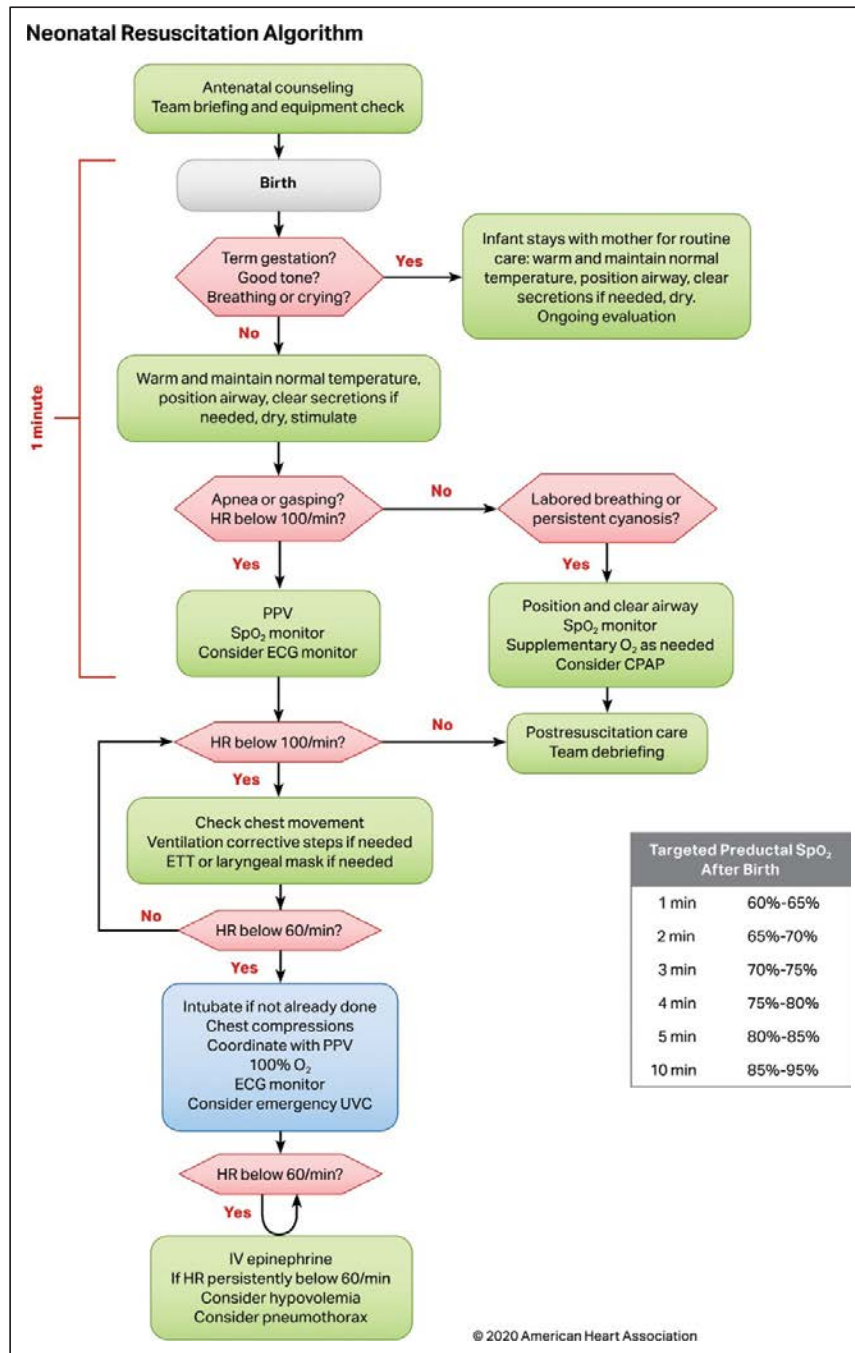 Neonatal Resuscitation Algorithm
Antenatal counseling
Team briefing and equipment check
1 minute
Birth
Term gestation?
Good tone?
Breathing or crying?
Yes
Infant stays with mother for routine
care: warm and maintain normal
temperature, position airway, clear
secretions if needed, dry.
Ongoing evaluation
No
Warm and maintain normal temperature,
position airway, clear secretions if
needed, dry, stimulate
Apnea or gasping?
HR below 100/min?
No
Labored breathing or
persistent cyanosis?
Yes
Yes
PPV
SpO₂ monitor
Consider ECG monitor
Position and clear airway
SpO₂ monitor
Supplementary O₂ as needed
Consider CPAP
HR below 100/min?
No
Postresuscitation care
Team debriefing
Yes
Check chest movement
Ventilation corrective steps if needed
ETT or laryngeal mask if needed
No
HR below 60/min?
Yes
Intubate if not already done
Chest compressions
Coordinate with PPV
100% O₂
ECG monitor
Consider emergency UVC
HR below 60/min?
Yes
IV epinephrine
If HR persistently below 60/min
Consider hypovolemia
Consider pneumothorax
Targeted Preductal SpO₂
After Birth
1 min 60%-65%
2 min 65%-70%
3 min 70%-75%
4 min 75%-80%
5 min 80%-85%
10 min 85%-95%
© 2020 American Heart Association